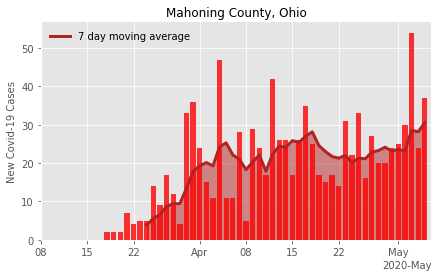 Mahoning County, Ohio
7 day moving average
New Covid-19 Cases
50
40
30
20
10
0
08 15 22 Apr 08 15 22 May
2020-May